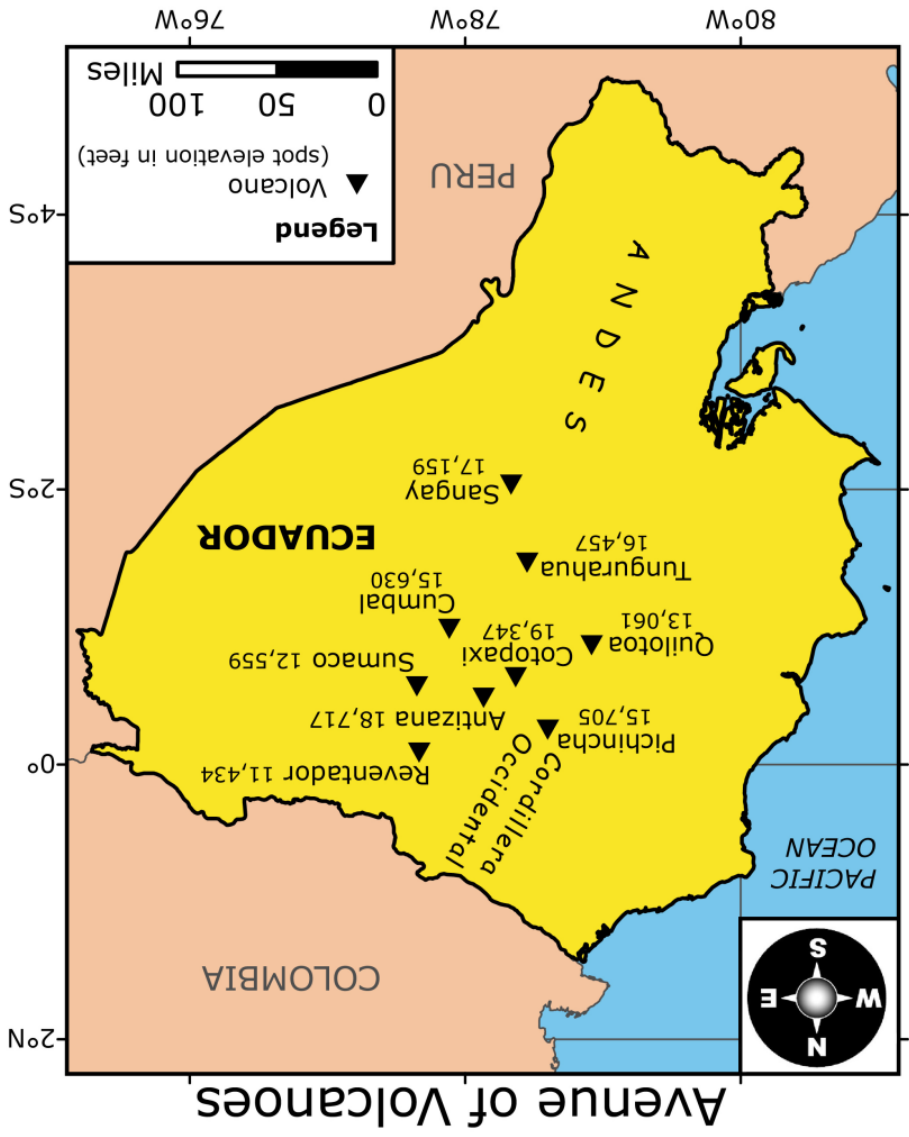 Avenue of Volcanoes
N
W
E
S
PACIFIC
OCEAN
COLOMBIA
Cordillera
Occidental
Reventador 11,434
Pichincha
15,705
Antizana 18,717
Sumaco 12,559
Cotopaxi
19,347
Quilotoa
13,061
Cumbal
15,630
Tungurahua
16,457
ECUADOR
Sangay
17,159
ANDES
PERU
Legend
Volcano
(spot elevation in feet)
0 50 100
Miles
2°N
0°
2°S
4°S
80°W
78°W
76°W